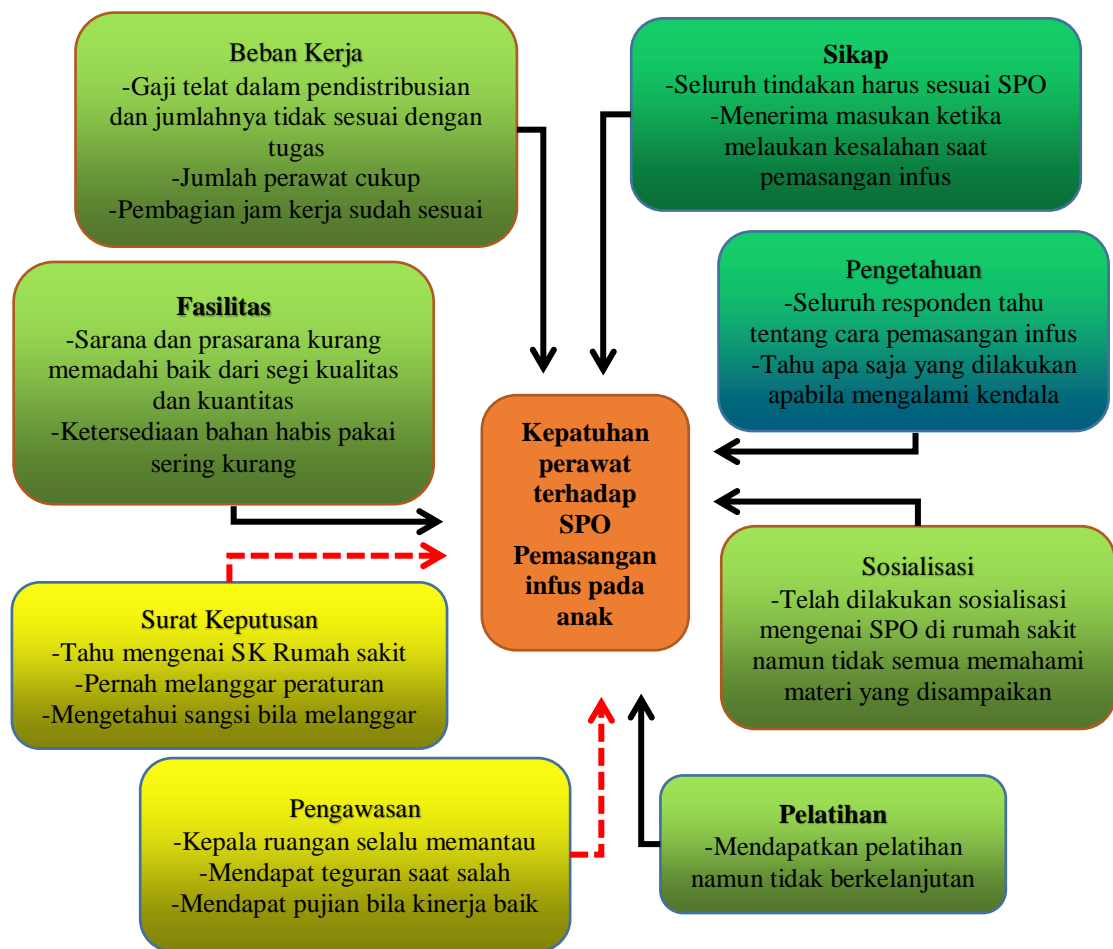 Beban Kerja
-Gaji telat dalam pendistribusian
dan jumlahnya tidak sesuai dengan
tugas
-Jumlah perawat cukup
-Pembagian jam kerja sudah sesuai
Sikap
-Seluruh tindakan harus sesuai SPO
-Menerima masukan ketika
melaukan kesalahan saat
pemasangan infus
Fasilitas
-Sarana dan prasarana kurang
memadahi baik dari segi kualitas
dan kuantitas
-Ketersediaan bahan habis pakai
sering kurang
Pengetahuan
-Seluruh responden tahu
tentang cara pemasangan infus
-Tahu apa saja yang dilakukan
apabila mengalami kendala
Kepatuhan
perawat
terhadap
SPO
Pemasangan
infus pada
anak
Surat Keputusan
-Tahu mengenai SK Rumah sakit
-Pernah melanggar peraturan
-Mengetahui sangsi bila melanggar
Sosialisasi
-Telah dilakukan sosialisasi
mengenai SPO di rumah sakit
namun tidak semua memahami
materi yang disampaikan
Pengawasan
-Kepala ruangan selalu memantau
-Mendapat teguran saat salah
-Mendapat pujian bila kinerja baik
Pelatihan
-Mendapatkan pelatihan
namun tidak berkelanjutan